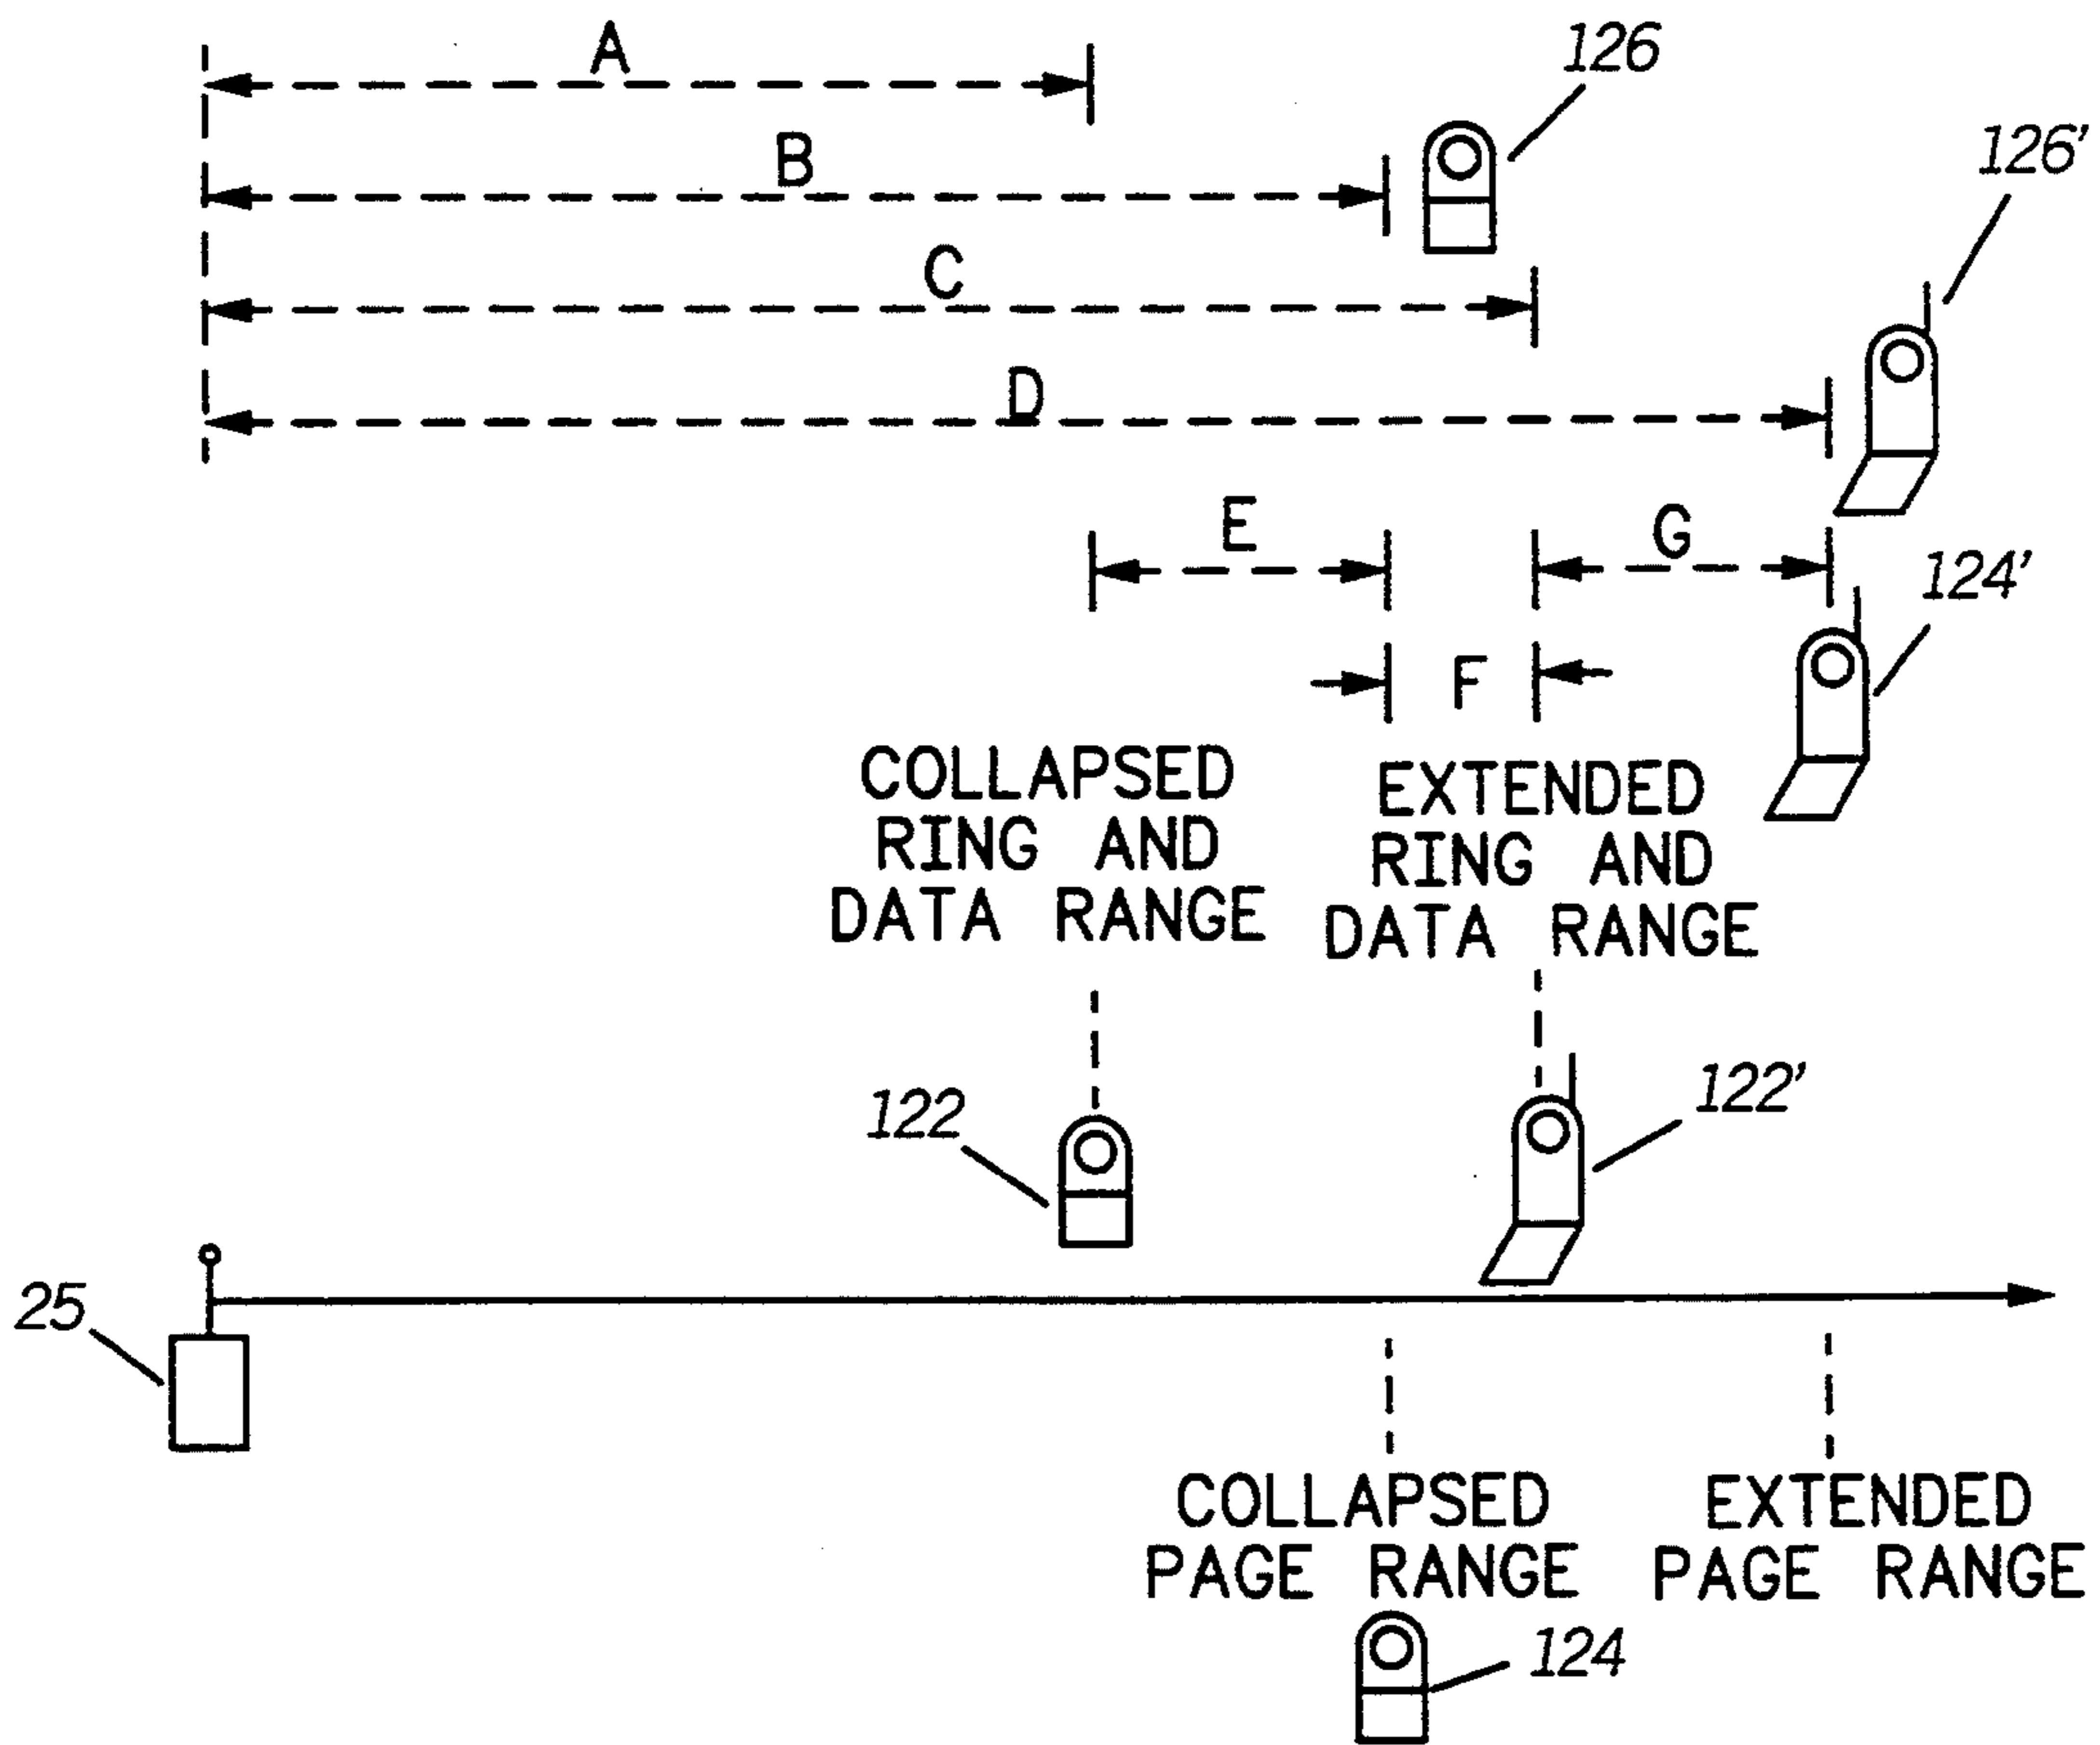 A
126
B
126'
C
D
E
G
124'
F
COLLAPSED
RING AND
DATA RANGE
EXTENDED
RING AND
DATA RANGE
122
122'
25
COLLAPSED
PAGE RANGE
EXTENDED
PAGE RANGE
124